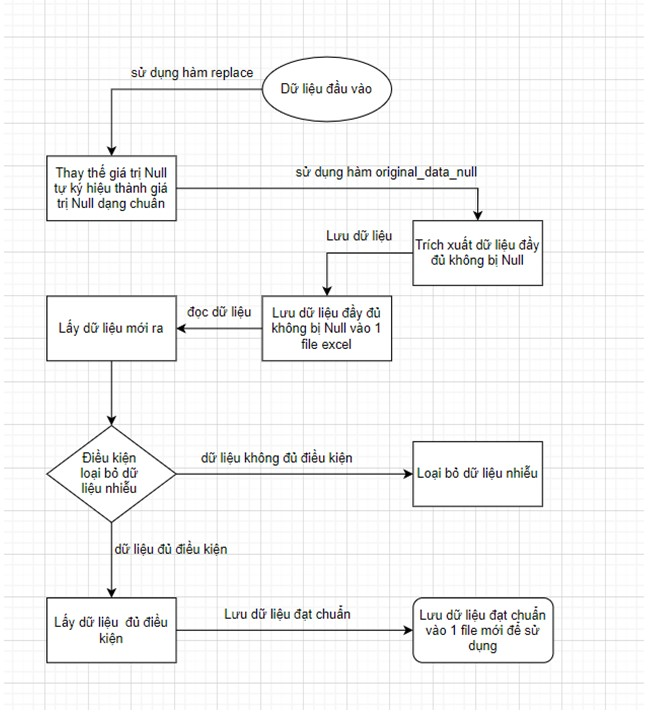 sử dụng hàm replace
Dữ liệu đầu vào
Thay thế giá trị Null
tự ký hiệu thành giá
trị Null dạng chuẩn
sử dụng hàm original_data_null
Trích xuất dữ liệu đầy
đủ không bị Null
Lưu dữ liệu
Lưu dữ liệu đầy đủ
không bị Null vào 1
file excel
đọc dữ liệu
Lấy dữ liệu mới ra
Điều kiện
loại bỏ dữ
liệu nhiễu
dữ liệu không đủ điều kiện
Loại bỏ dữ liệu nhiễu
dữ liệu đủ điều kiện
Lấy dữ liệu đủ điều
kiện
Lưu dữ liệu đạt chuẩn
Lưu dữ liệu đạt chuẩn
vào 1 file mới để sử
dụng